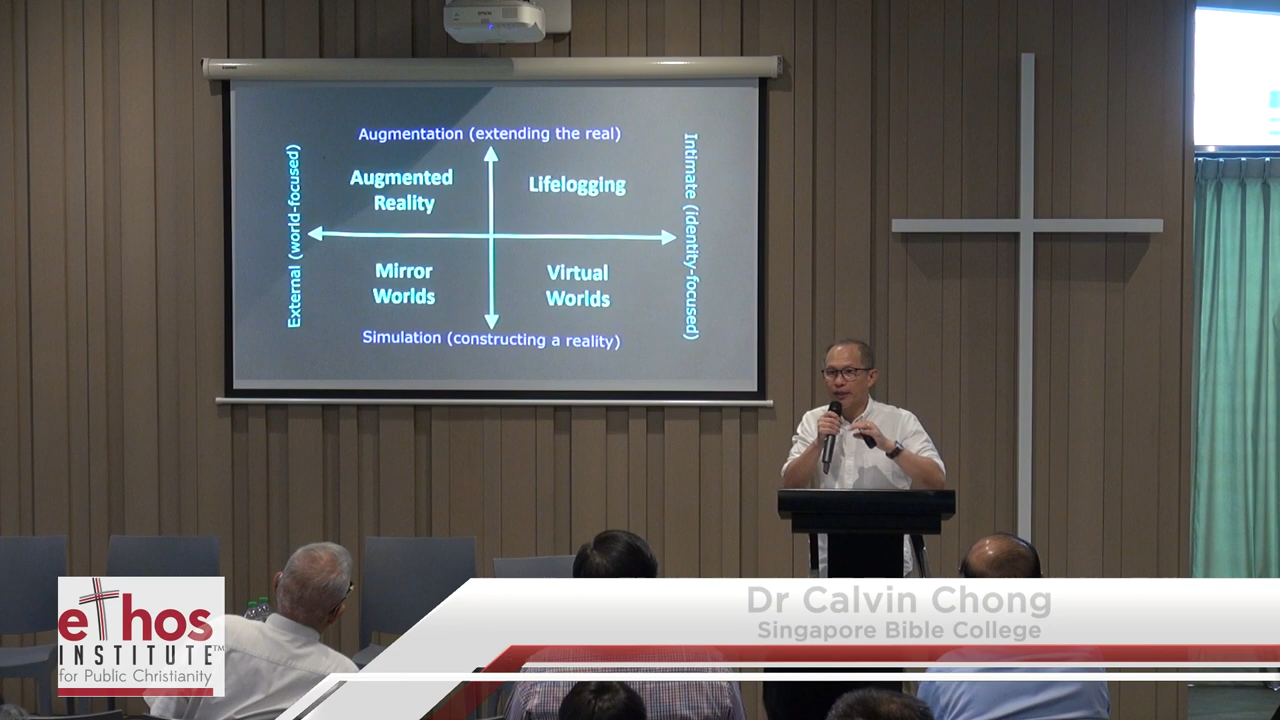 Augmentation (extending the real)
External (world-focused)
Augmented
Reality
Lifelogging
Intimate (identity-focused)
Mirror
Worlds
Virtual
Worlds
Simulation (constructing a reality)
Dr Calvin Chong
Singapore Bible College
ethos
INSTITUTE™
for Public Christianity